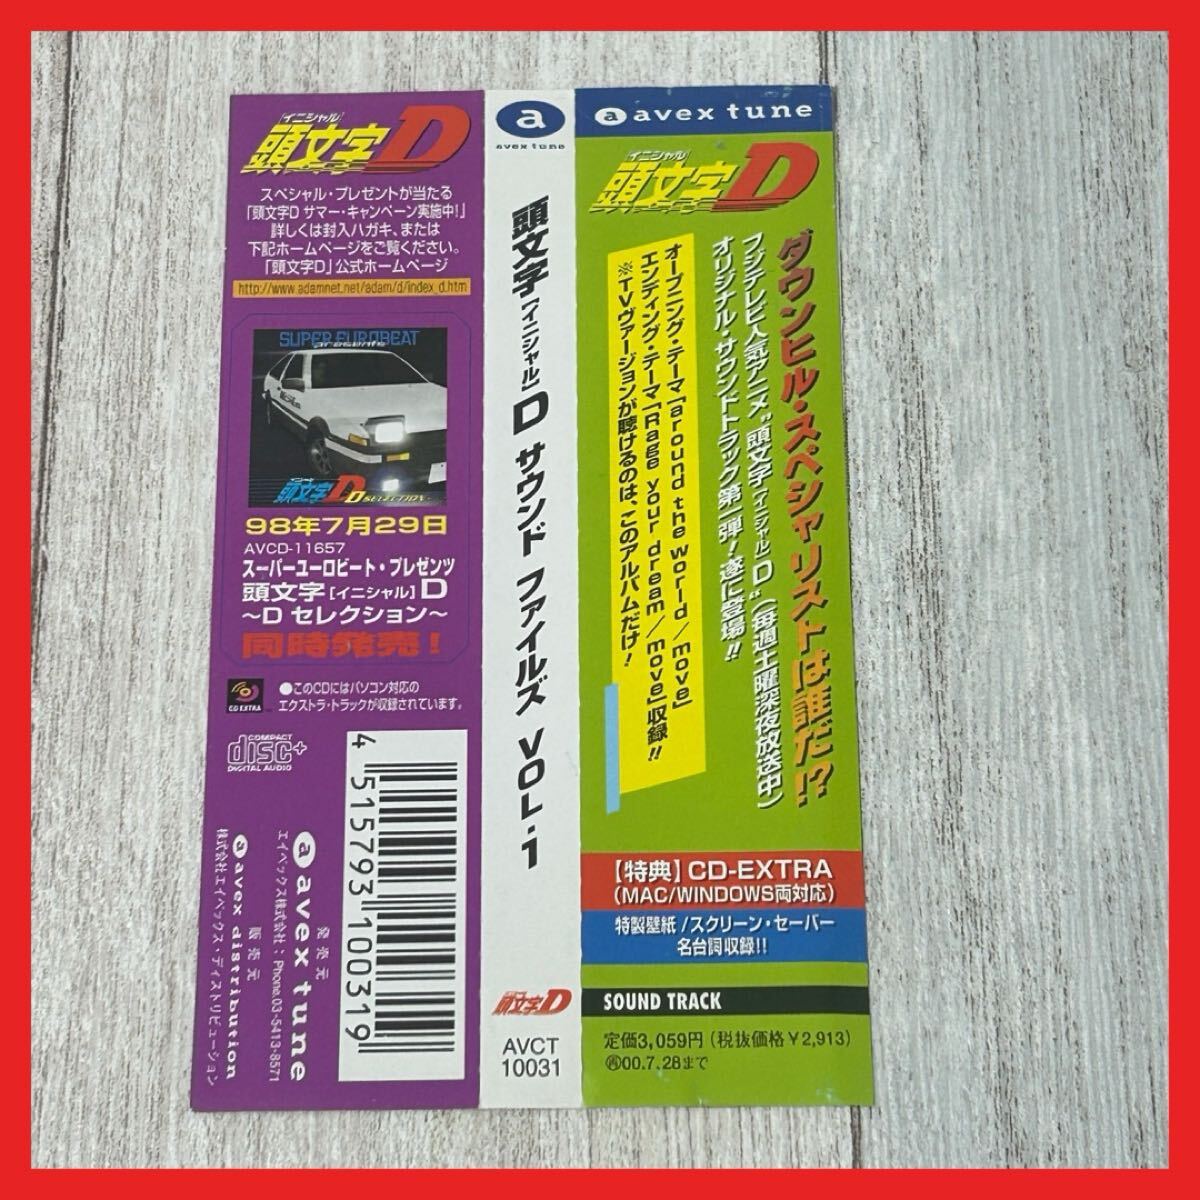 [イニシャル]
頭文字D
スペシャル・プレゼントが当たる
「頭文字D サマー・キャンペーン実施中!」
詳しくは封入ハガキ、または
下記ホームページをご覧ください。
「頭文字D」公式ホームページ
http://www.adamnet.net/adam/d/index_d.htm
SUPER EUROBEAT
presents
頭文字D
D SELECTION
98年7月29日
AVCD-11657
スーパーユーロビート・プレゼンツ
頭文字[イニシャル]D
〜D セレクション〜
同時発売!
CD EXTRA
●このCDにはパソコン対応の
エクストラ・トラックが収録されています。
COMPACT
disc+
DIGITAL AUDIO
4 515793 100319
発売元
a avex tune
エイベックス株式会社：Phone.03-5413-8571
販売元
a avex distribution
株式会社エイベックス・ディストリビューション
a
avex tune
頭文字[イニシャル]D サウンド ファイルズ VOL.1
頭文字D
AVCT
10031
a avex tune
[イニシャル]
頭文字D
ダウンヒル・スペシャリストは誰だ!?
フジテレビ人気アニメ“頭文字[イニシャル]D”(毎週土曜深夜放送中)
オリジナル・サウンドトラック第一弾!遂に登場!!
オープニング・テーマ「around the world／move」
エンディング・テーマ「Rage your dream／move」収録!!
※TVヴァージョンが聴けるのは、このアルバムだけ!
【特典】CD-EXTRA
(MAC/WINDOWS両対応)
特製壁紙/スクリーン・セーバー
名台詞収録!!
SOUND TRACK
定価3,059円(税抜価格¥2,913)
㊢00.7.28まで